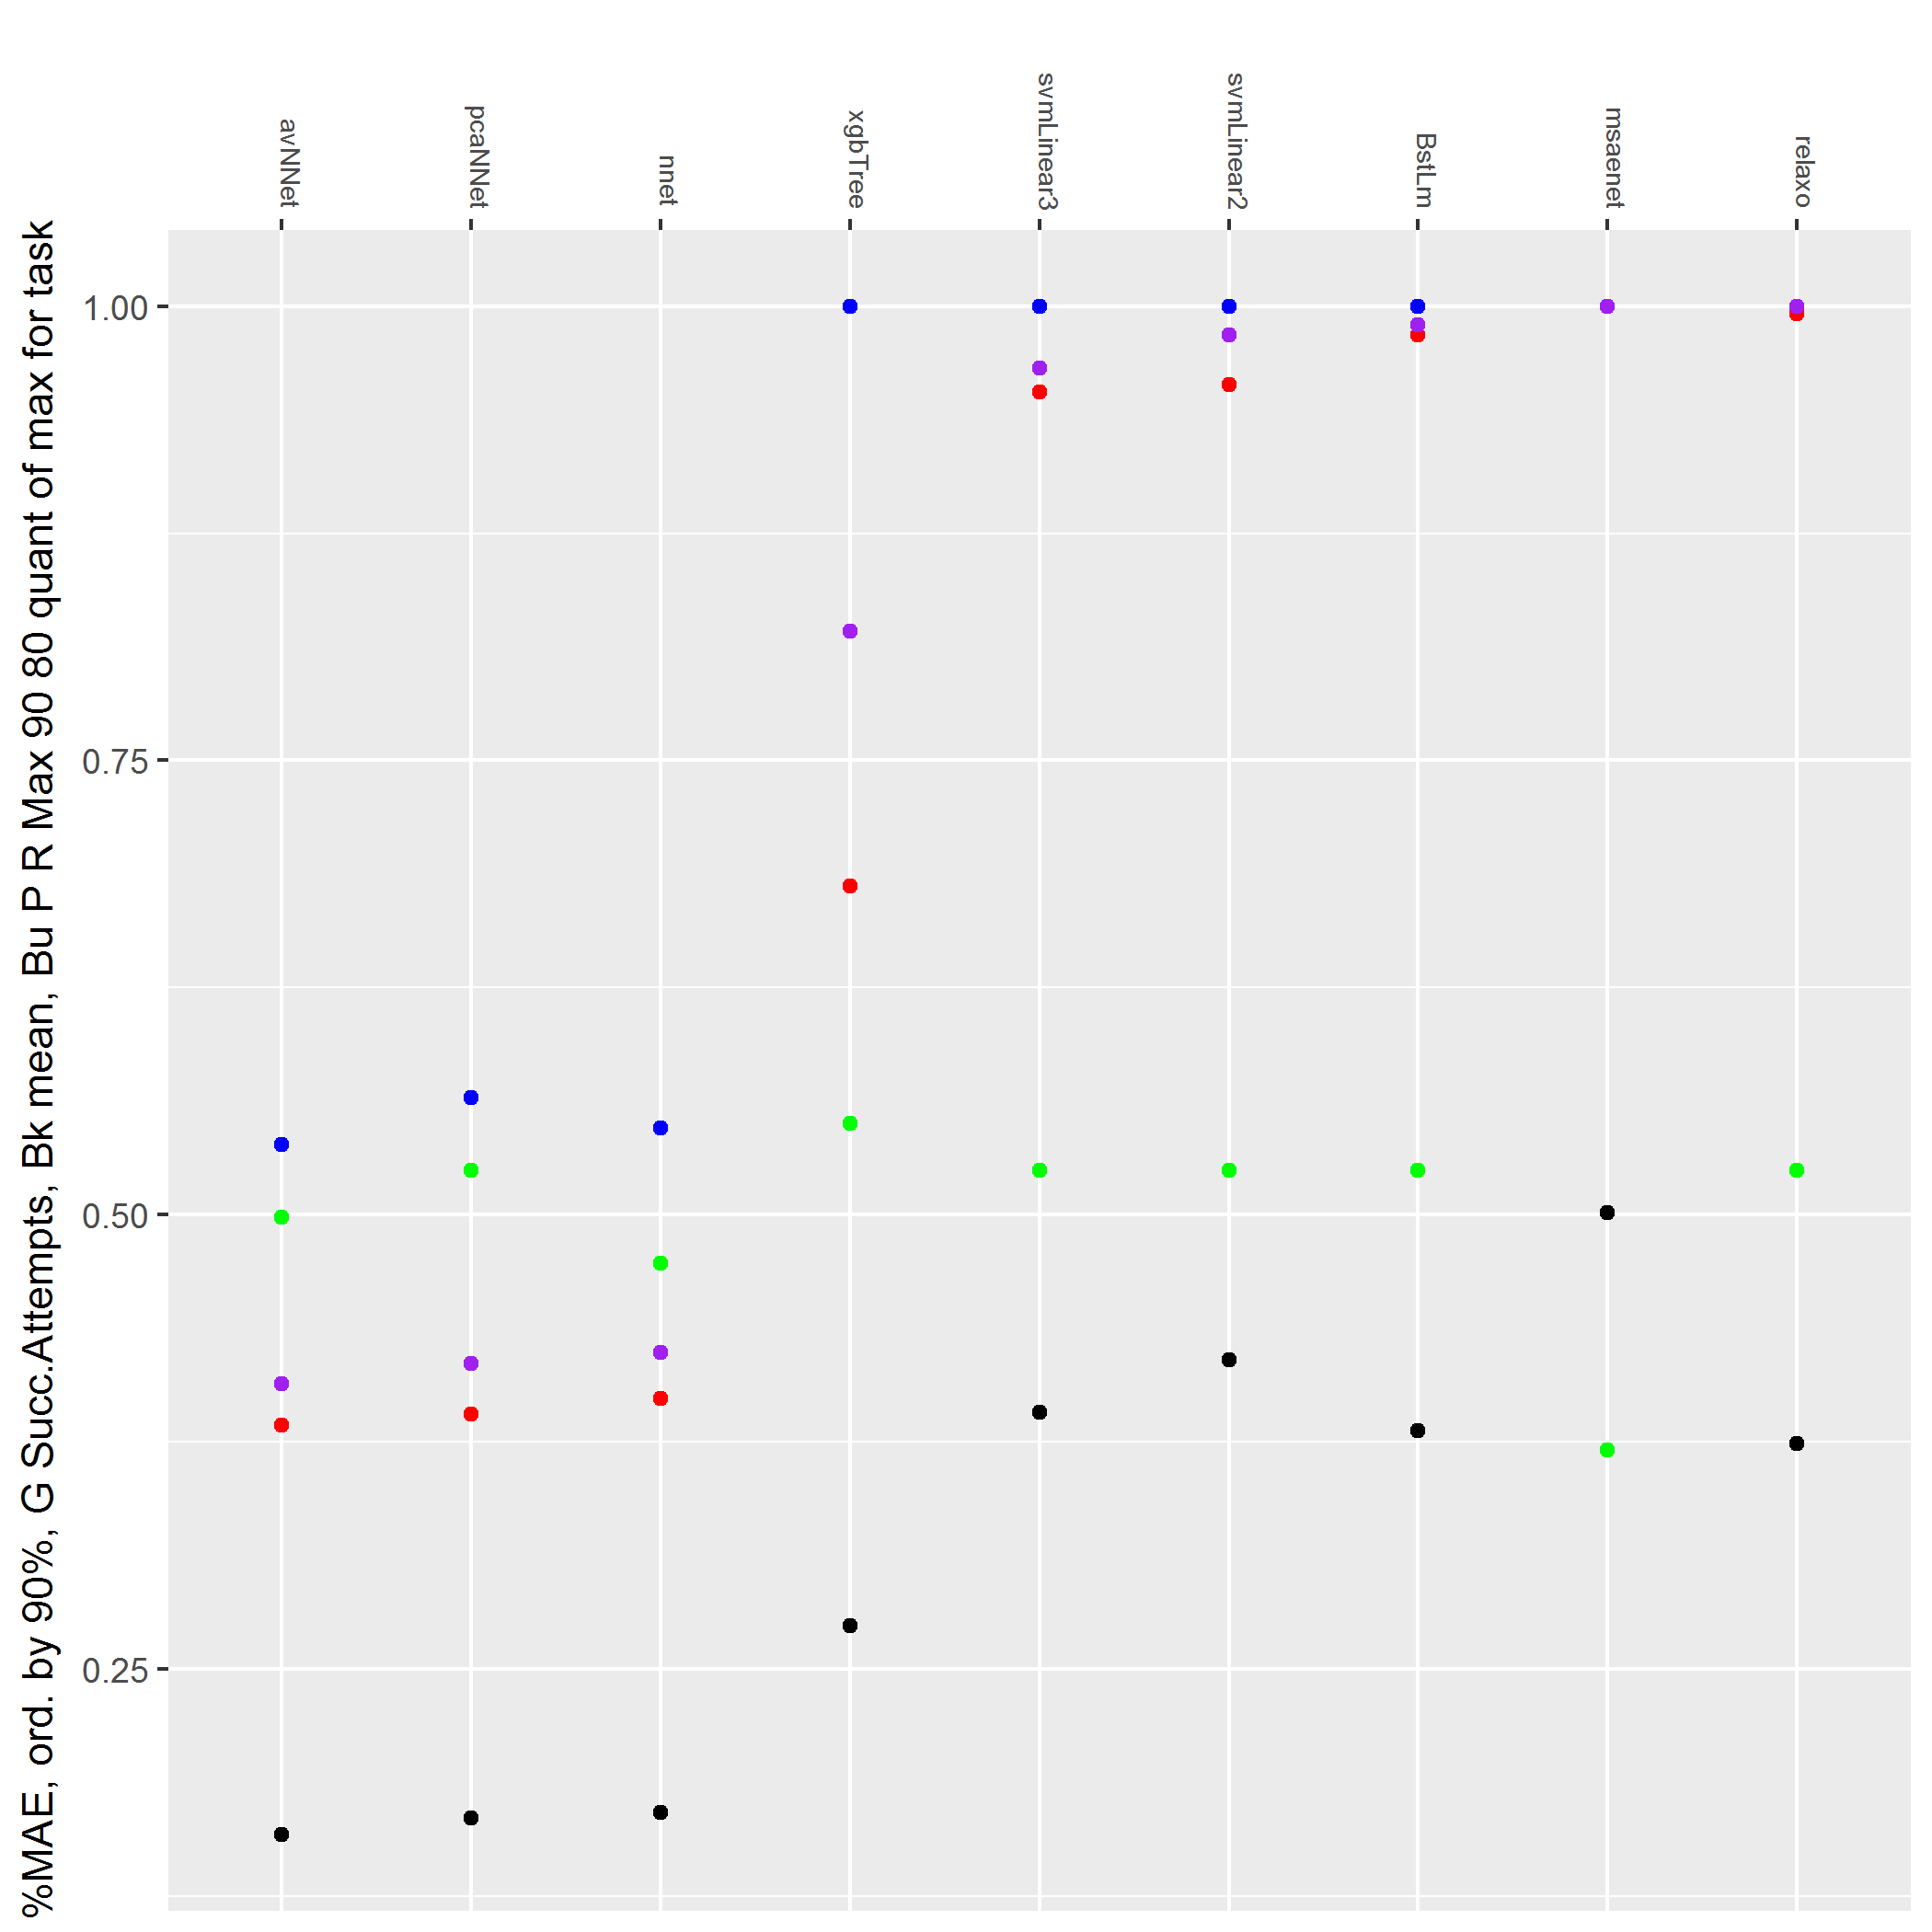 avNNet
pcaNNet
nnet
xgbTree
svmLinear3
svmLinear2
BstLm
msaenet
relaxo
%MAE, ord. by 90%, G Succ.Attempts, Bk mean, Bu P R Max 90 80 quant of max for task
1.00
0.75
0.50
0.25